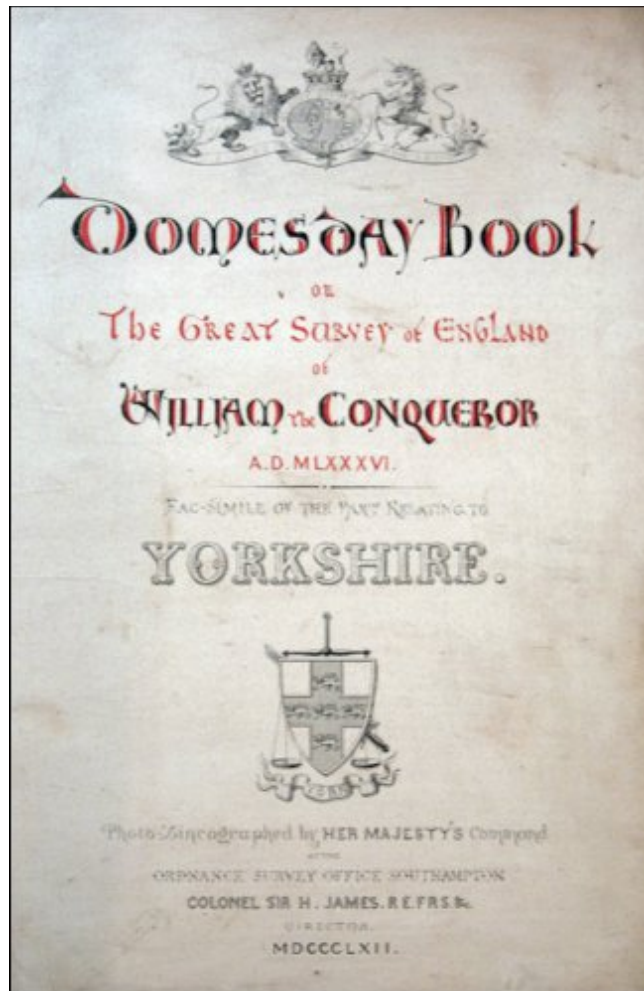 Domesday Book
or
The Great Survey of England
of
William the Conqueror
A.D. MLXXXVI.
Fac-simile of the Part Relating to
YORKSHIRE.
YORK
Photo-Zincographed by HER MAJESTY'S Command
AT THE
ORDNANCE SURVEY OFFICE SOUTHAMPTON
COLONEL SIR H. JAMES. R.E. F.R.S. &c.
DIRECTOR.
MDCCCLXII.